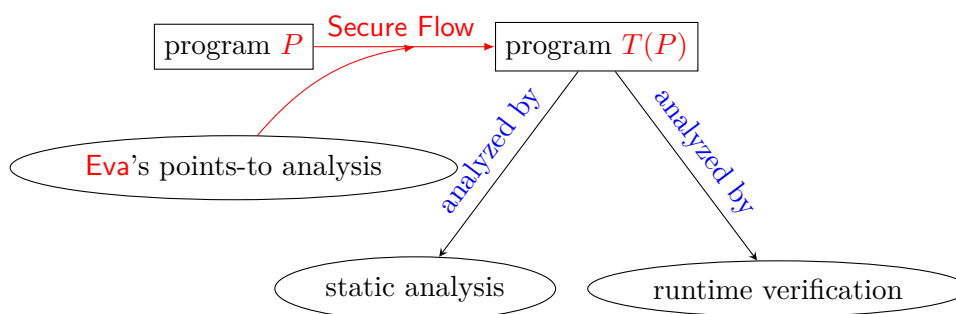 Secure Flow
program P
program T(P)
analyzed by
analyzed by
Eva's points-to analysis
static analysis
runtime verification